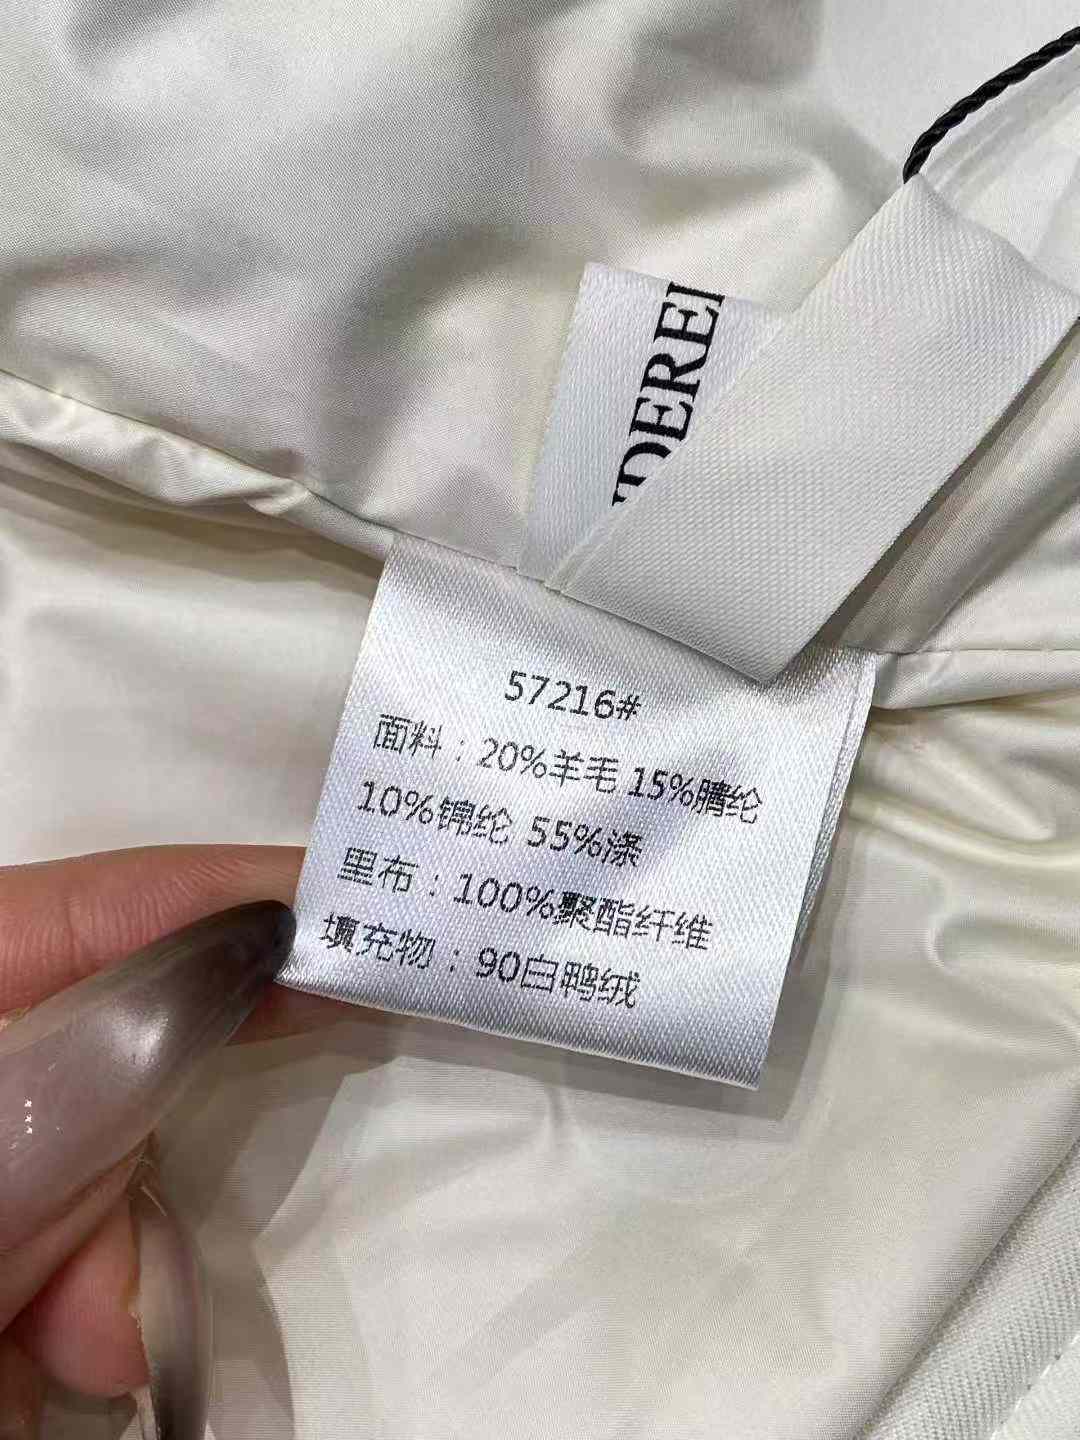 DEREI
57216#
面料：20%羊毛 15%腈纶
10%锦纶 55%涤
里布：100%聚酯纤维
填充物：90白鸭绒